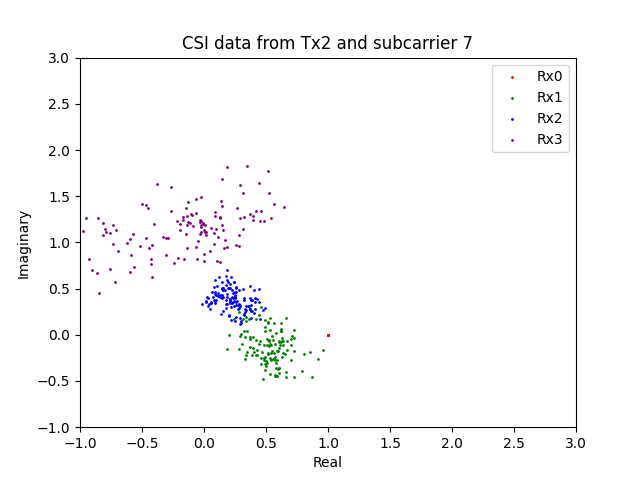 CSI data from Tx2 and subcarrier 7
3.0
2.5
2.0
1.5
1.0
0.5
0.0
−0.5
−1.0
Imaginary
Rx0
Rx1
Rx2
Rx3
−1.0 −0.5 0.0 0.5 1.0 1.5 2.0 2.5 3.0
Real